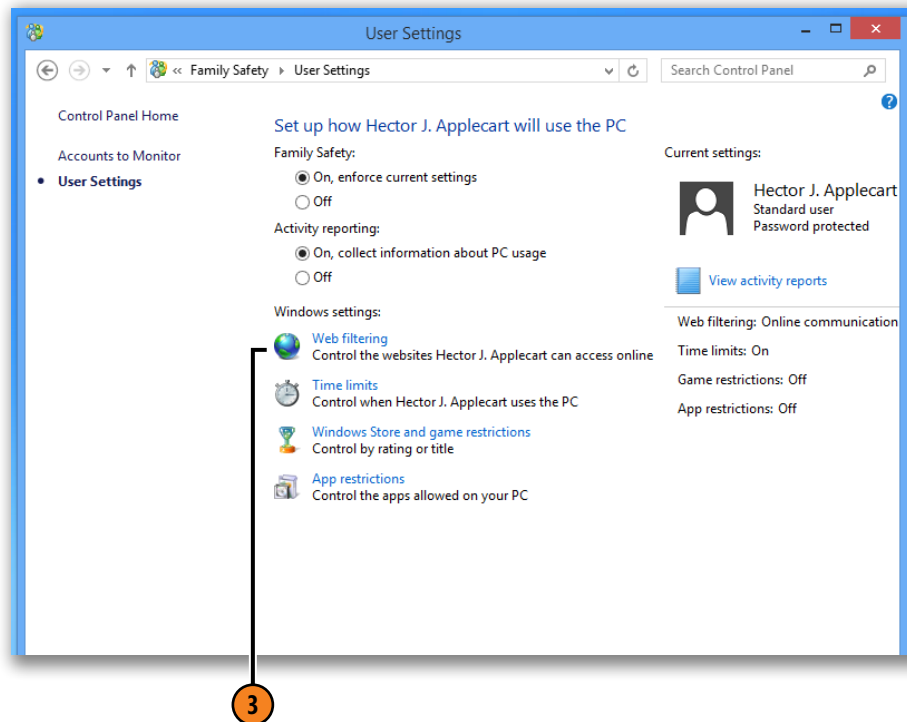 User Settings
« Family Safety ▸ User Settings
Search Control Panel
Control Panel Home
Accounts to Monitor
• User Settings
Set up how Hector J. Applecart will use the PC
Family Safety:
On, enforce current settings
Off
Activity reporting:
On, collect information about PC usage
Off
Windows settings:
Web filtering
Control the websites Hector J. Applecart can access online
Time limits
Control when Hector J. Applecart uses the PC
Windows Store and game restrictions
Control by rating or title
App restrictions
Control the apps allowed on your PC
Current settings:
Hector J. Applecart
Standard user
Password protected
View activity reports
Web filtering: Online communication
Time limits: On
Game restrictions: Off
App restrictions: Off
3